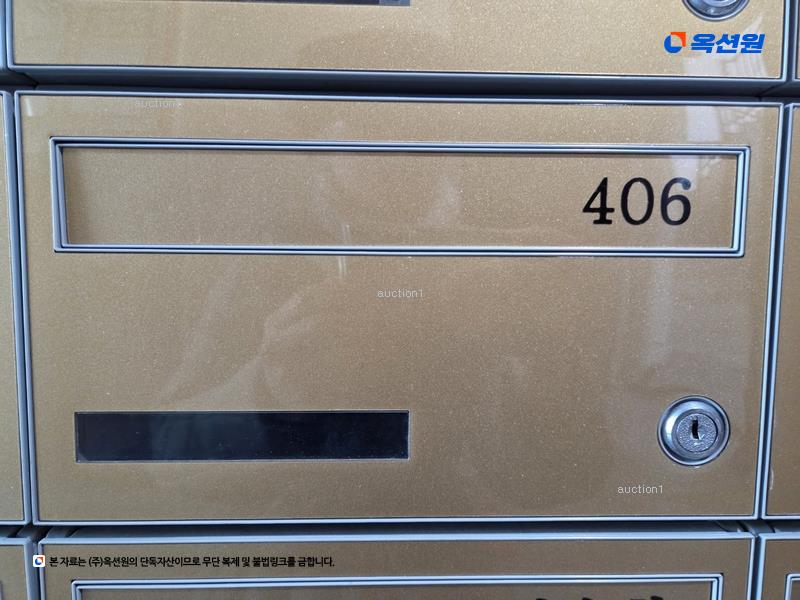 옥션원
auction1
406
auction1
auction1
본 자료는 (주)옥션원의 단독자산이므로 무단 복제 및 불법링크를 금합니다.